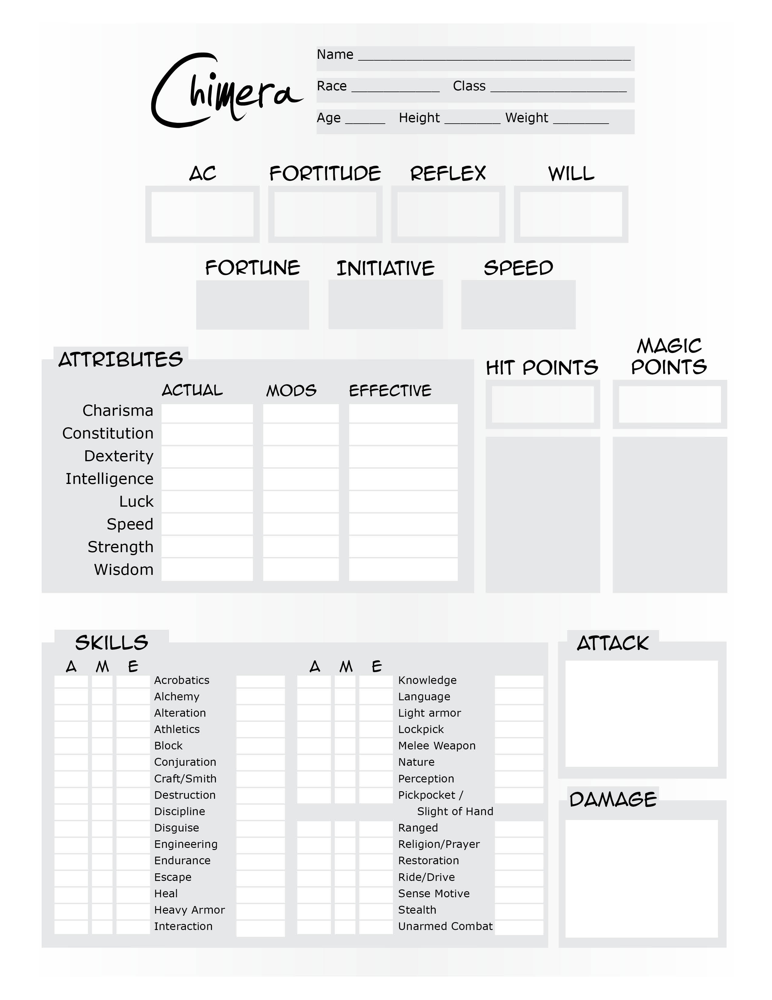 Chimera
Name ___________________________________
Race ___________ Class _________________
Age _____ Height _______ Weight _______
AC FORTITUDE REFLEX WILL
FORTUNE INITIATIVE SPEED
ATTRIBUTES
ACTUAL MODS EFFECTIVE
Charisma
Constitution
Dexterity
Intelligence
Luck
Speed
Strength
Wisdom
HIT POINTS
MAGIC
POINTS
SKILLS
A M E
Acrobatics
Alchemy
Alteration
Athletics
Block
Conjuration
Craft/Smith
Destruction
Discipline
Disguise
Engineering
Endurance
Escape
Heal
Heavy Armor
Interaction
A M E
Knowledge
Language
Light armor
Lockpick
Melee Weapon
Nature
Perception
Pickpocket /
Slight of Hand
Ranged
Religion/Prayer
Restoration
Ride/Drive
Sense Motive
Stealth
Unarmed Combat
ATTACK
DAMAGE